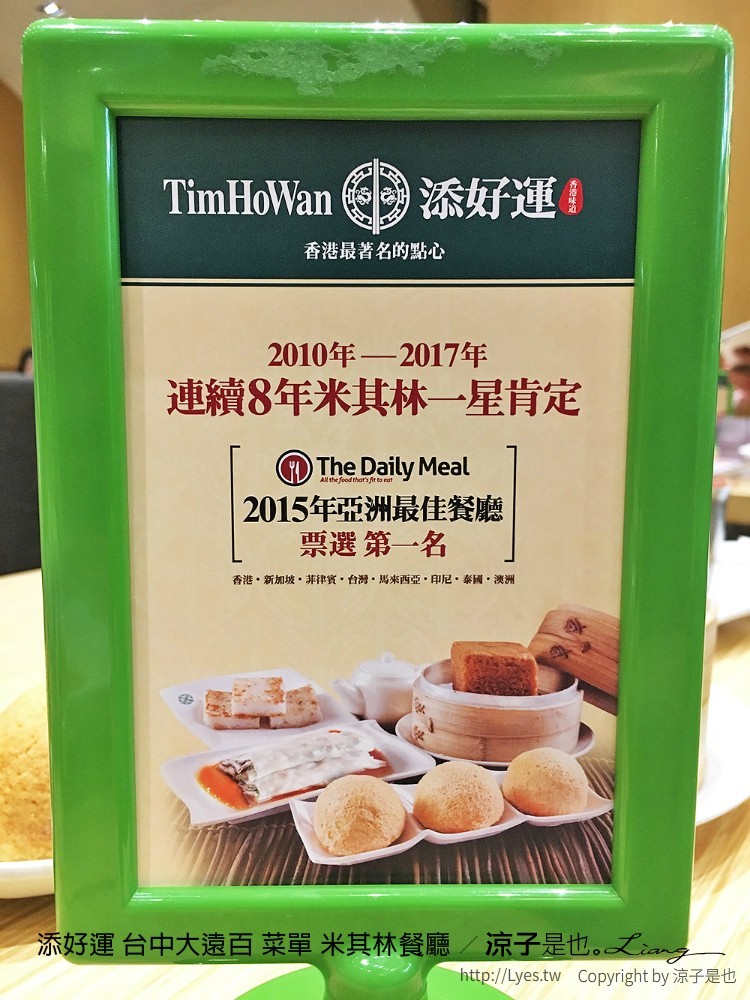 TimHoWan 添好運 香港味道
香港最著名的點心
2010年—2017年
連續8年米其林一星肯定
The Daily Meal
All the food that's fit to eat
2015年亞洲最佳餐廳
票選 第一名
香港・新加坡・菲律賓・台灣・馬來西亞・印尼・泰國・澳洲
添好運 台中大遠百 菜單 米其林餐廳 / 涼子是也。Liang
http://Lyes.tw Copyright by 涼子是也